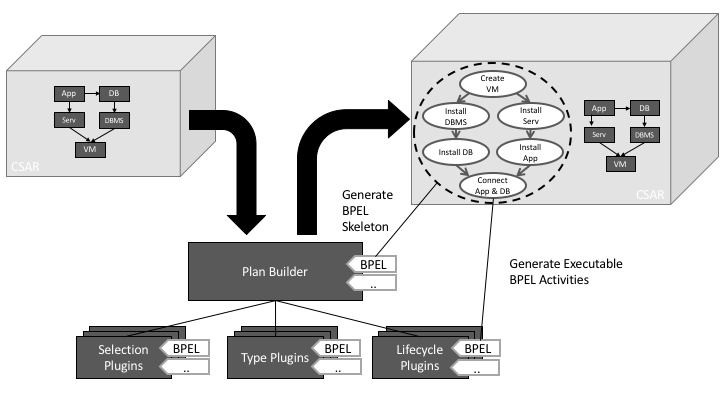 App
DB
Serv
DBMS
VM
CSAR
Create
VM
Install
DBMS
Install
Serv
Install DB
Install
App
Connect
App & DB
App
DB
Serv
DBMS
VM
CSAR
Generate
BPEL
Skeleton
Generate Executable
BPEL Activities
Plan Builder
BPEL
..
Selection
Plugins
BPEL
..
Type Plugins
BPEL
..
Lifecycle
Plugins
BPEL
..